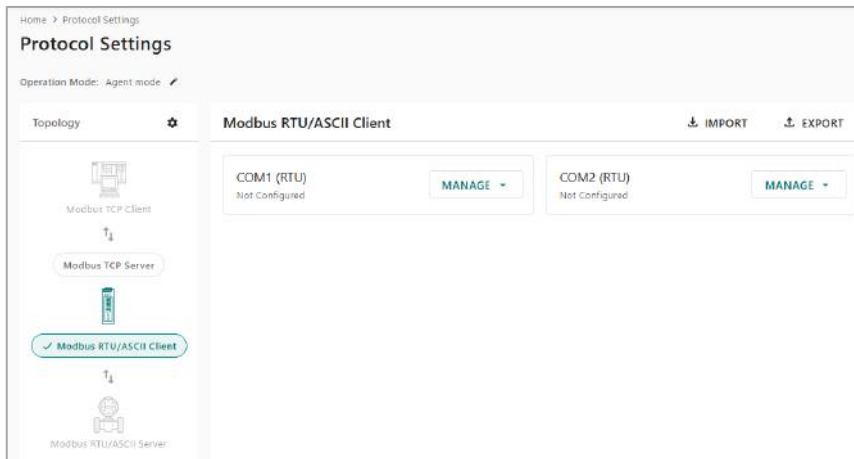 Home > Protocol Settings
Protocol Settings
Operation Mode: Agent mode
Topology
Modbus TCP Client
Modbus TCP Server
Modbus RTU/ASCII Client
Modbus RTU/ASCII Server
Modbus RTU/ASCII Client
IMPORT
EXPORT
COM1 (RTU)
Not Configured
MANAGE
COM2 (RTU)
Not Configured
MANAGE